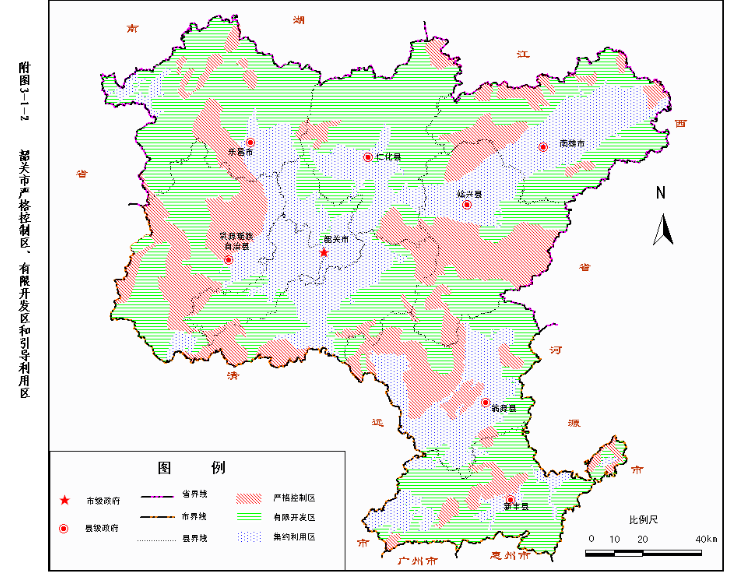 附图3-1-2 韶关市严格控制区、有限开发区和引导利用区
湖
南
江
西
省
乐昌市
仁化县
南雄市
始兴县
N
乳源瑶族
自治县
韶关市
省
清
远
河
源
翁源县
市
新丰县
图 例
市级政府
省界线
严格控制区
县级政府
市界线
有限开发区
县界线
集约利用区
比例尺
0 10 20 40km
市
广州市
惠州市